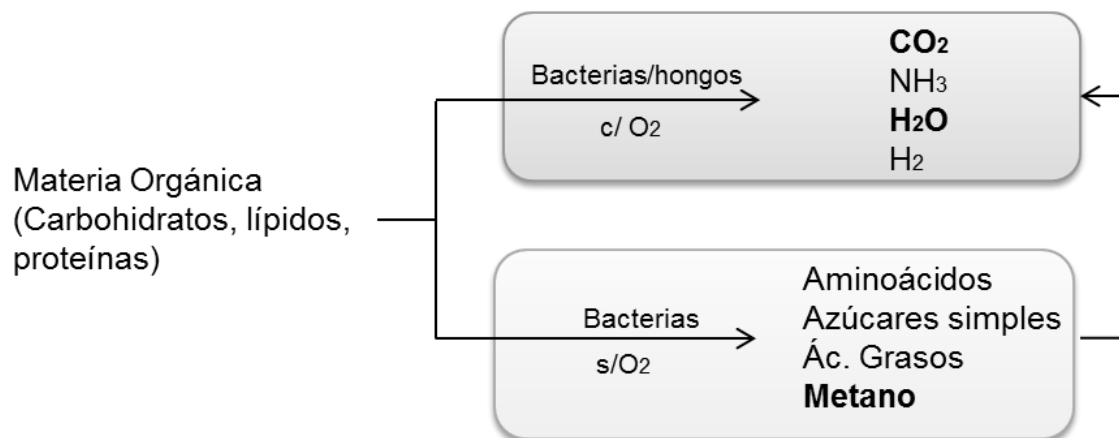 Materia Orgánica
(Carbohidratos, lípidos,
proteínas)
Bacterias/hongos
c/ O₂
CO₂
NH₃
H₂O
H₂
Bacterias
s/O₂
Aminoácidos
Azúcares simples
Ác. Grasos
Metano